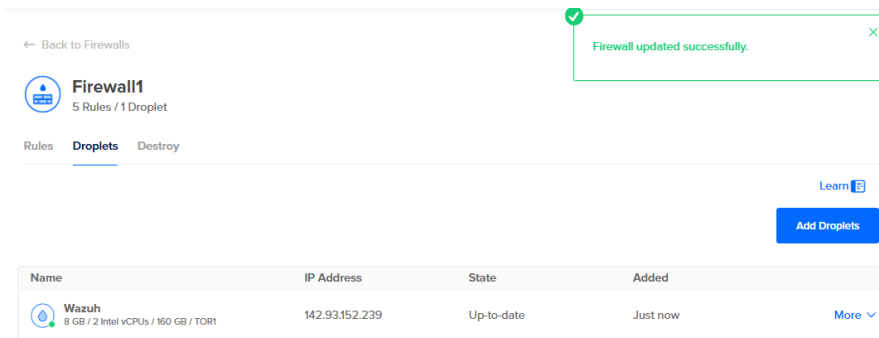 ← Back to Firewalls
Firewall updated successfully.
Firewall1
5 Rules / 1 Droplet
Rules Droplets Destroy
Learn
Add Droplets
Name IP Address State Added
Wazuh
8 GB / 2 Intel vCPUs / 160 GB / TOR1
142.93.152.239 Up-to-date Just now More